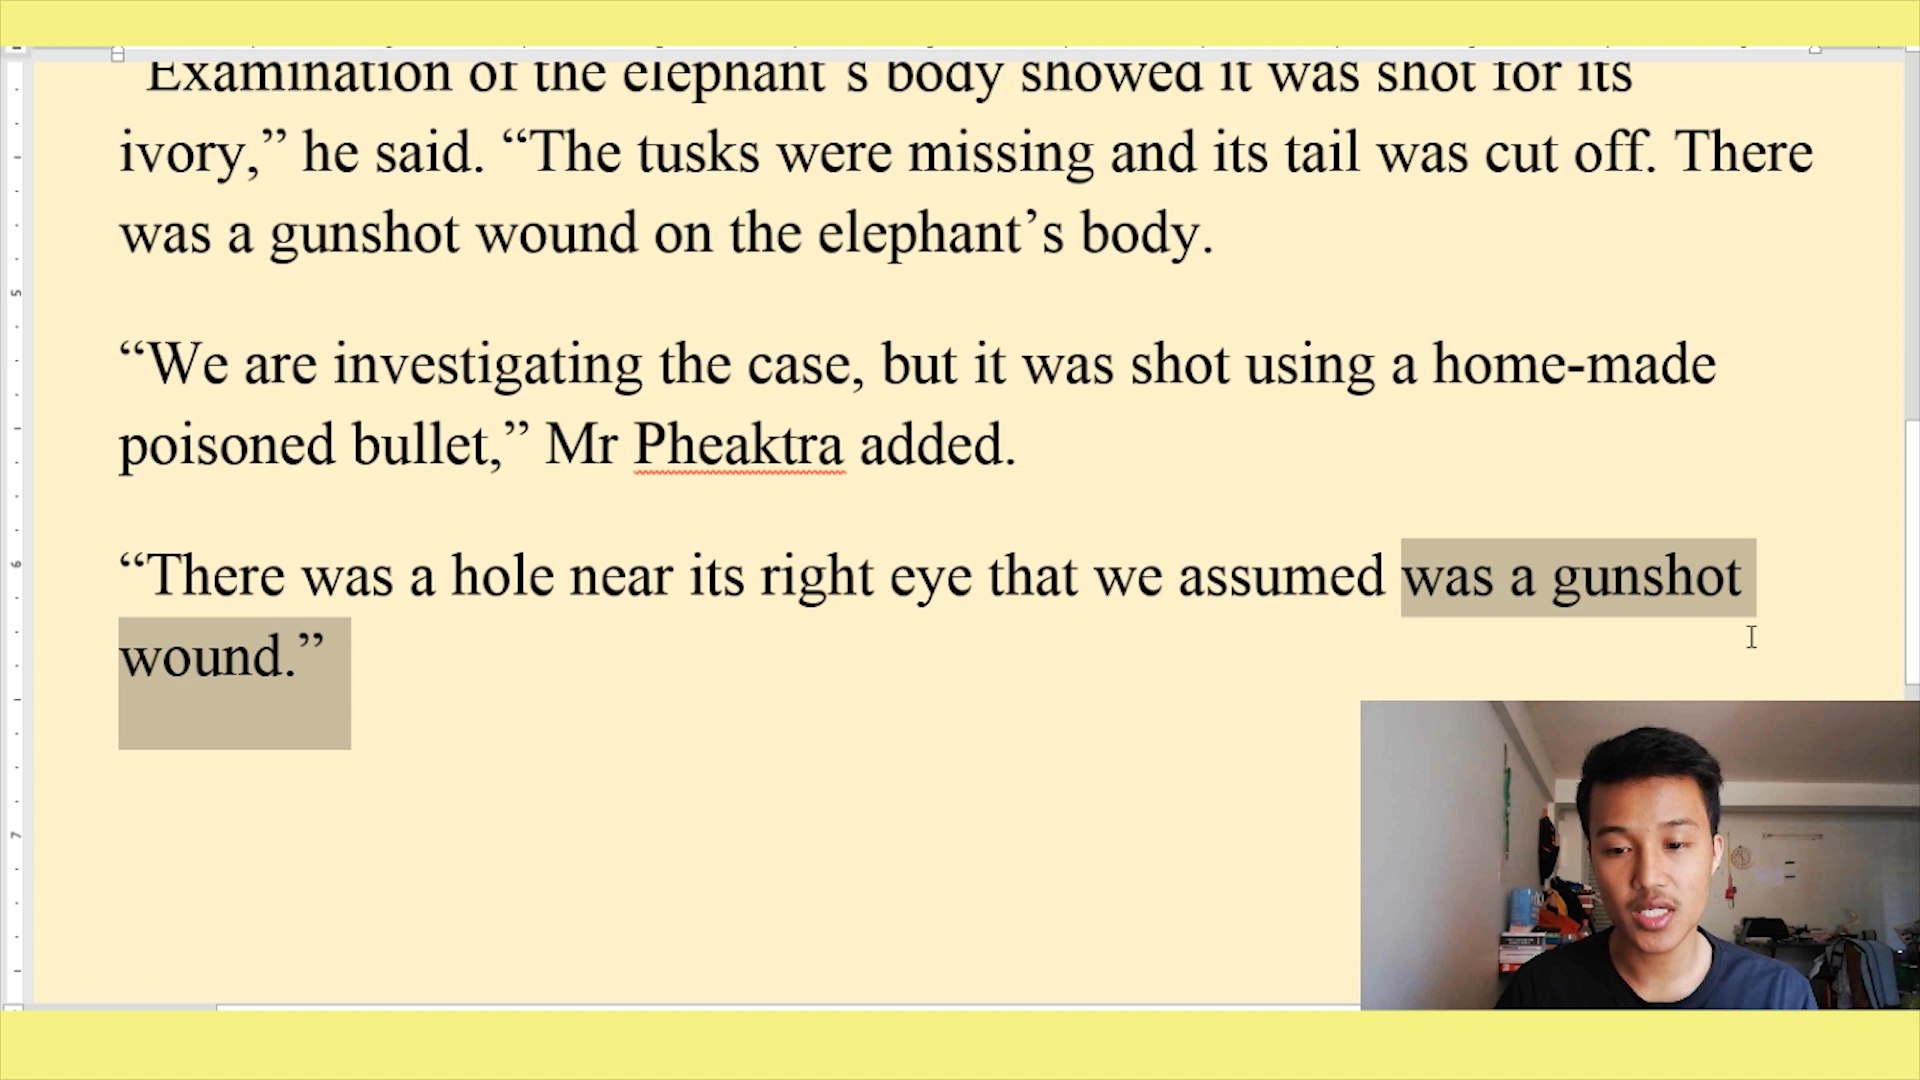 Examination of the elephant’s body showed it was shot for its
ivory,” he said. “The tusks were missing and its tail was cut off. There
was a gunshot wound on the elephant’s body.
“We are investigating the case, but it was shot using a home-made
poisoned bullet,” Mr Pheaktra added.
“There was a hole near its right eye that we assumed was a gunshot
wound.”
5
6
7